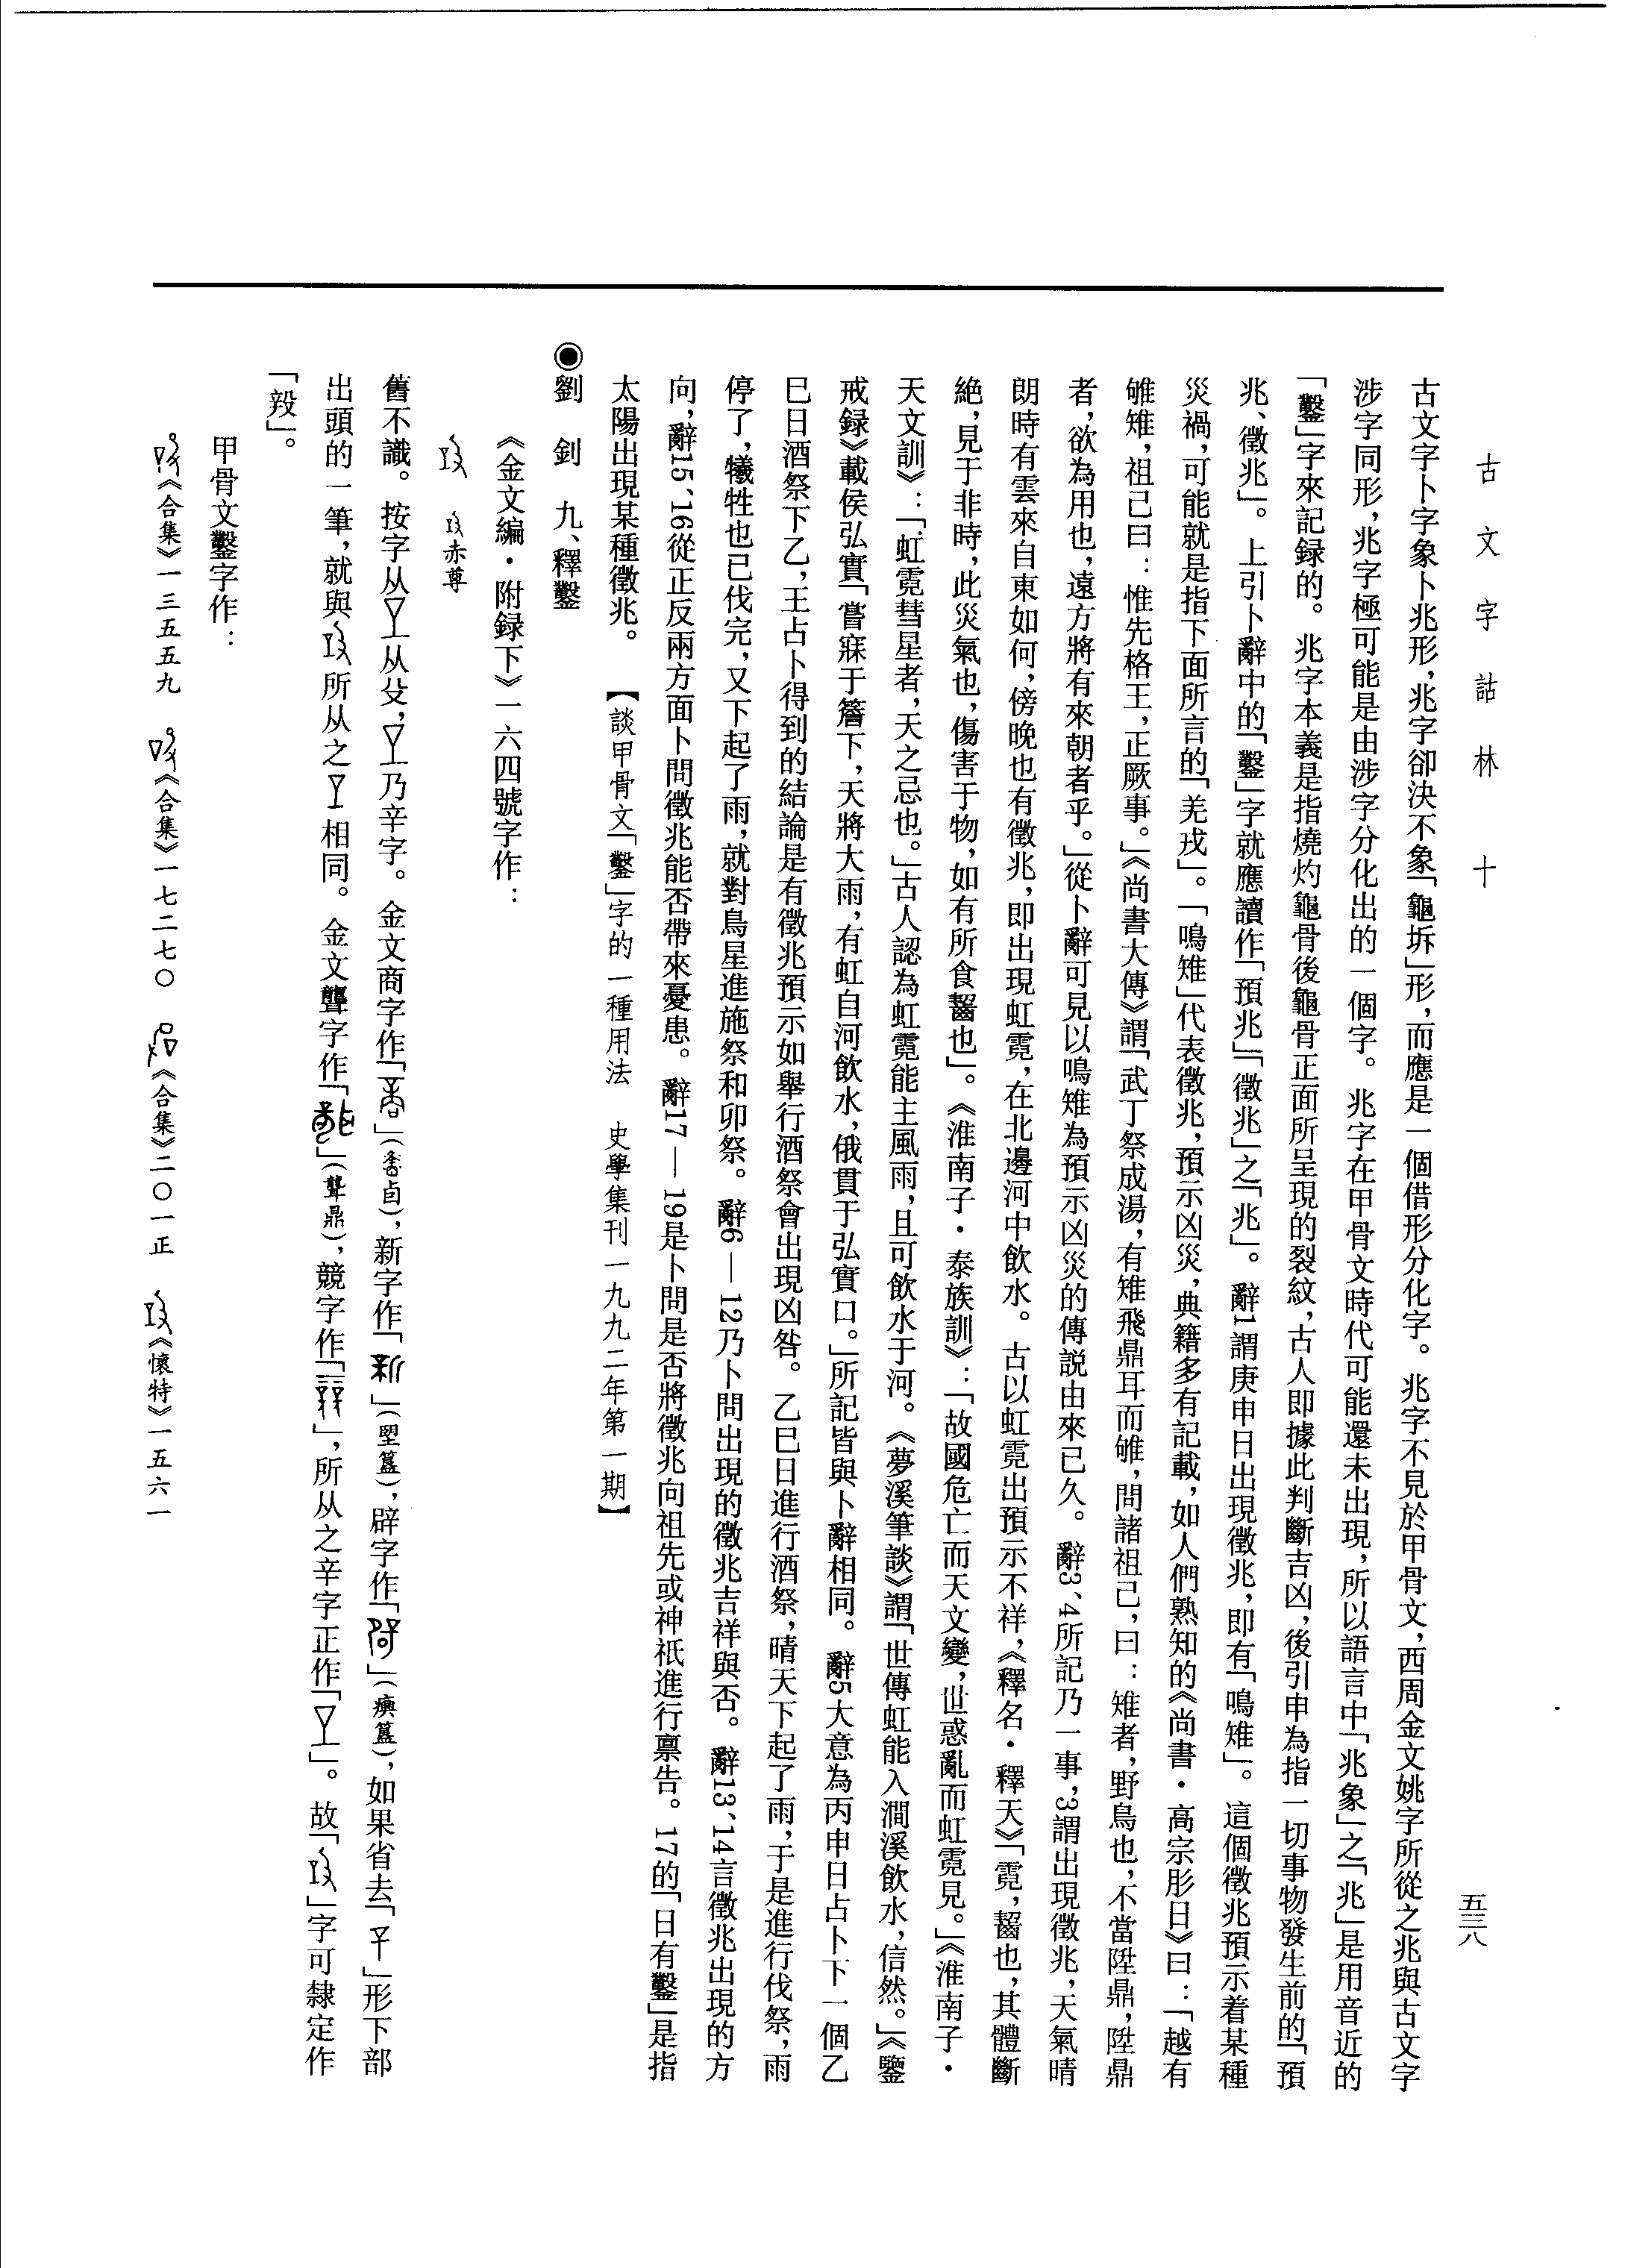 古文字詁林　十
五三八
古文字卜字象卜兆形，兆字卻決不象「龜坼」形，而應是一個借形分化字。兆字不見於甲骨文，西周金文姚字所從之兆與古文字
涉字同形，兆字極可能是由涉字分化出的一個字。兆字在甲骨文時代可能還未出現，所以語言中「兆象」之「兆」是用音近的
「鑿」字來記録的。兆字本義是指燒灼龜骨後龜骨正面所呈現的裂紋，古人即據此判斷吉凶，後引申為指一切事物發生前的「預
兆、徵兆」。上引卜辭中的「鑿」字就應讀作「預兆」「徵兆」之「兆」。辭1謂庚申日出現徵兆，即有「鳴雉」。這個徵兆預示着某種
災禍，可能就是指下面所言的「羌戎」。「鳴雉」代表徵兆，預示凶災，典籍多有記載，如人們熟知的《尚書·高宗肜日》曰：「越有
雊雉，祖己曰：惟先格王，正厥事。」《尚書大傳》謂「武丁祭成湯，有雉飛鼎耳而雊，問諸祖己，曰：雉者，野鳥也，不當陞鼎，陞鼎
者，欲為用也，遠方將有來朝者乎。」從卜辭可見以鳴雉為預示凶災的傳説由來已久。辭3、4所記乃一事，3謂出現徵兆，天氣晴
朗時有雲來自東如何，傍晚也有徵兆，即出現虹霓，在北邊河中飲水。古以虹霓出預示不祥，《釋名·釋天》「霓，齧也，其體斷
絶，見于非時，此災氣也，傷害于物，如有所食齧也」。《淮南子·泰族訓》：「故國危亡而天文變，世惑亂而虹霓見。」《淮南子·
天文訓》：「虹霓彗星者，天之忌也。」古人認為虹霓能主風雨，且可飲水于河。《夢溪筆談》謂「世傳虹能入澗溪飲水，信然。」《鑒
戒録》載侯弘實「嘗寐于簷下，天將大雨，有虹自河飲水，俄貫于弘實口。」所記皆與卜辭相同。辭5大意為丙申日占卜下一個乙
巳日酒祭下乙，王占卜得到的結論是有徵兆預示如舉行酒祭會出現凶咎。乙巳日進行酒祭，晴天下起了雨，于是進行伐祭，雨
停了，犧牲也已伐完，又下起了雨，就對鳥星進施祭和卯祭。辭6—12乃卜問出現的徵兆吉祥與否。辭13、14言徵兆出現的方
向，辭15、16從正反兩方面卜問徵兆能否帶來憂患。辭17—19是卜問是否將徵兆向祖先或神祇進行禀告。17的「日有鑿」是指
太陽出現某種徵兆。【談甲骨文「鑿」字的一種用法　史學集刊一九九二年第一期】
◉劉　釗　九、釋鑿
《金文編·附録下》一六四號字作：
赤尊
舊不識。按字从从殳，乃辛字。金文商字作「」（卣），新字作「」（簋），辟字作「」（㾓簋），如果省去「」形下部
出頭的一筆，就與所从之相同。金文龏字作「」（鼎），競字作「」，所从之辛字正作「」。故「」字可隸定作
「」。
甲骨文鑿字作：
《合集》一三五五九　《合集》一七二七〇　《合集》二〇一正　《懷特》一五六一